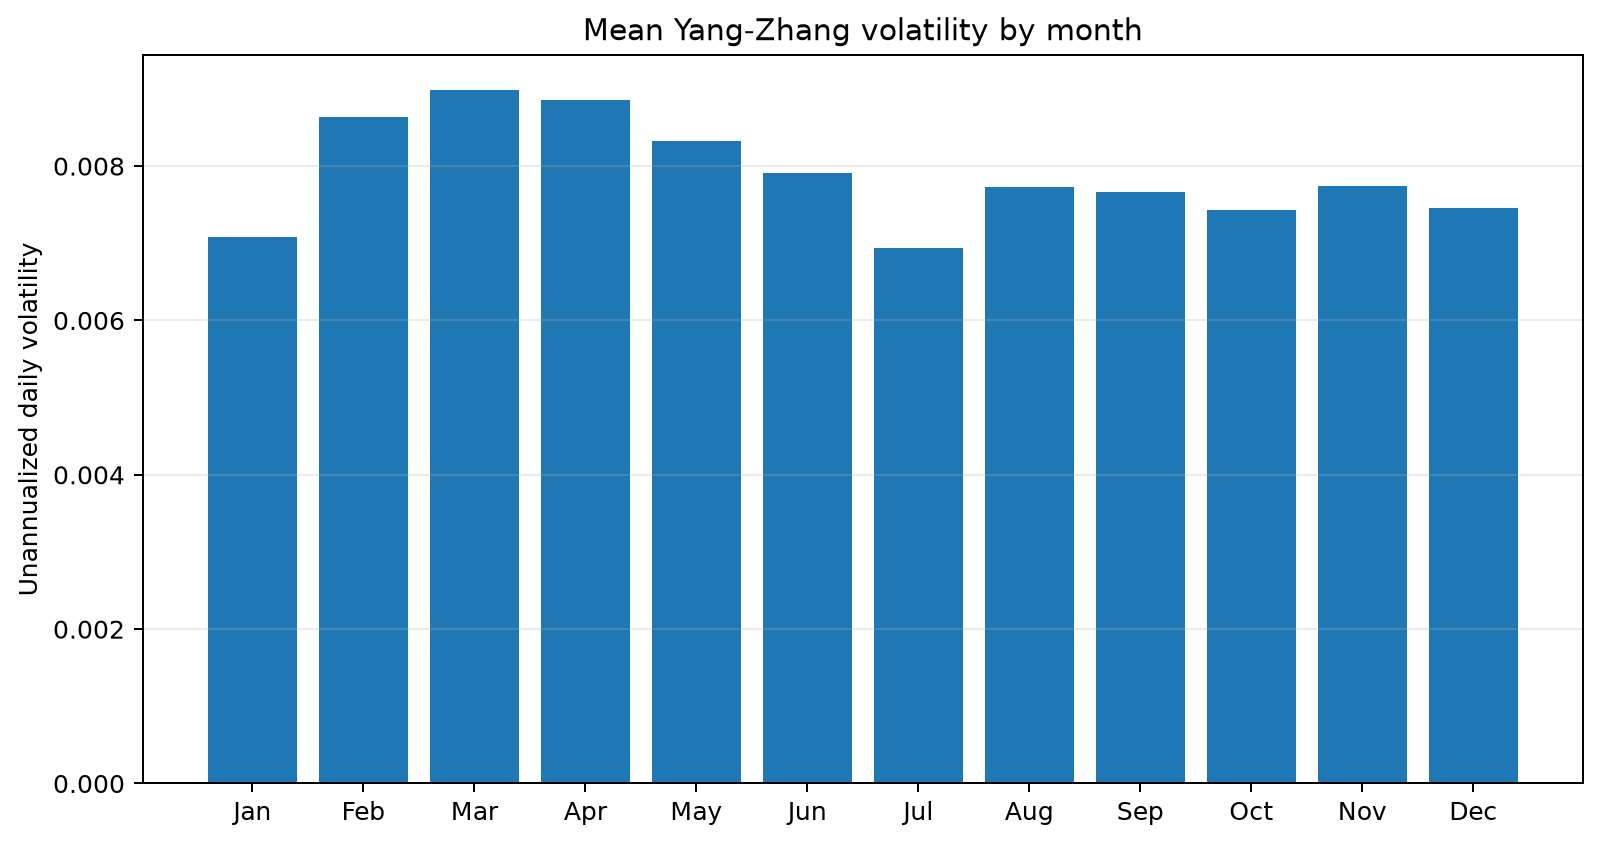 Mean Yang-Zhang volatility by month
Unannualized daily volatility
0.008
0.006
0.004
0.002
0.000
Jan Feb Mar Apr May Jun Jul Aug Sep Oct Nov Dec